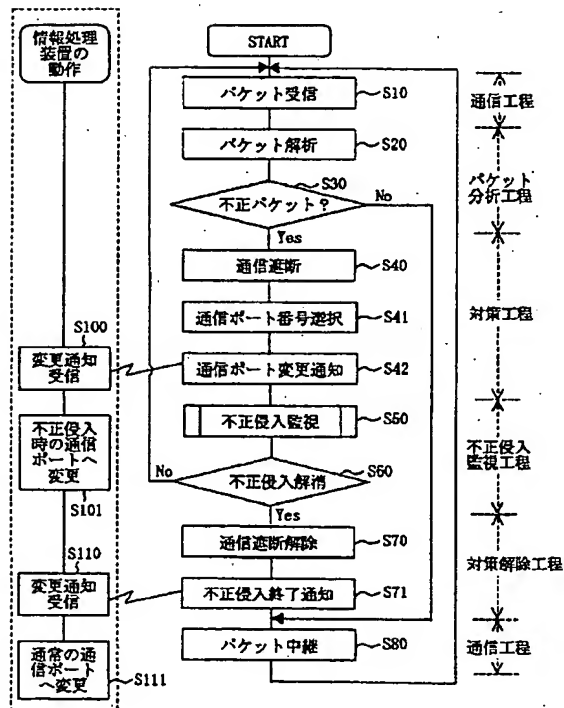 情報処理
装置の
動作
START
パケット受信
S10
通信工程
パケット解析
S20
不正パケット?
S30
No
Yes
パケット
分析工程
通信遮断
S40
通信ポート番号選択
S41
対策工程
S100
変更通知
受信
通信ポート変更通知
S42
不正侵入
時の通信
ポートへ
変更
S101
不正侵入監視
S50
No
不正侵入解消
S60
Yes
不正侵入
監視工程
通信遮断解除
S70
対策解除工程
S110
変更通知
受信
不正侵入終了通知
S71
通常の通
信ポート
へ変更
S111
パケット中継
S80
通信工程